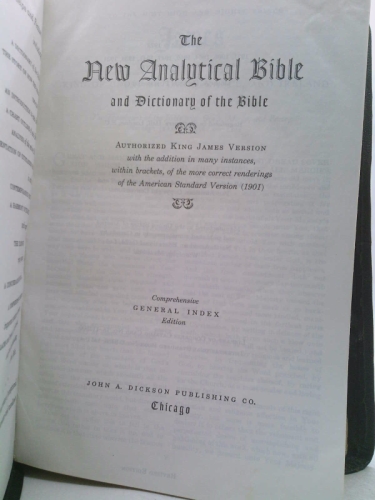 The
New Analytical Bible
and Dictionary of the Bible
AUTHORIZED KING JAMES VERSION
with the addition in many instances,
within brackets, of the more correct renderings
of the American Standard Version (1901)
Comprehensive
GENERAL INDEX
Edition
JOHN A. DICKSON PUBLISHING CO.
Chicago